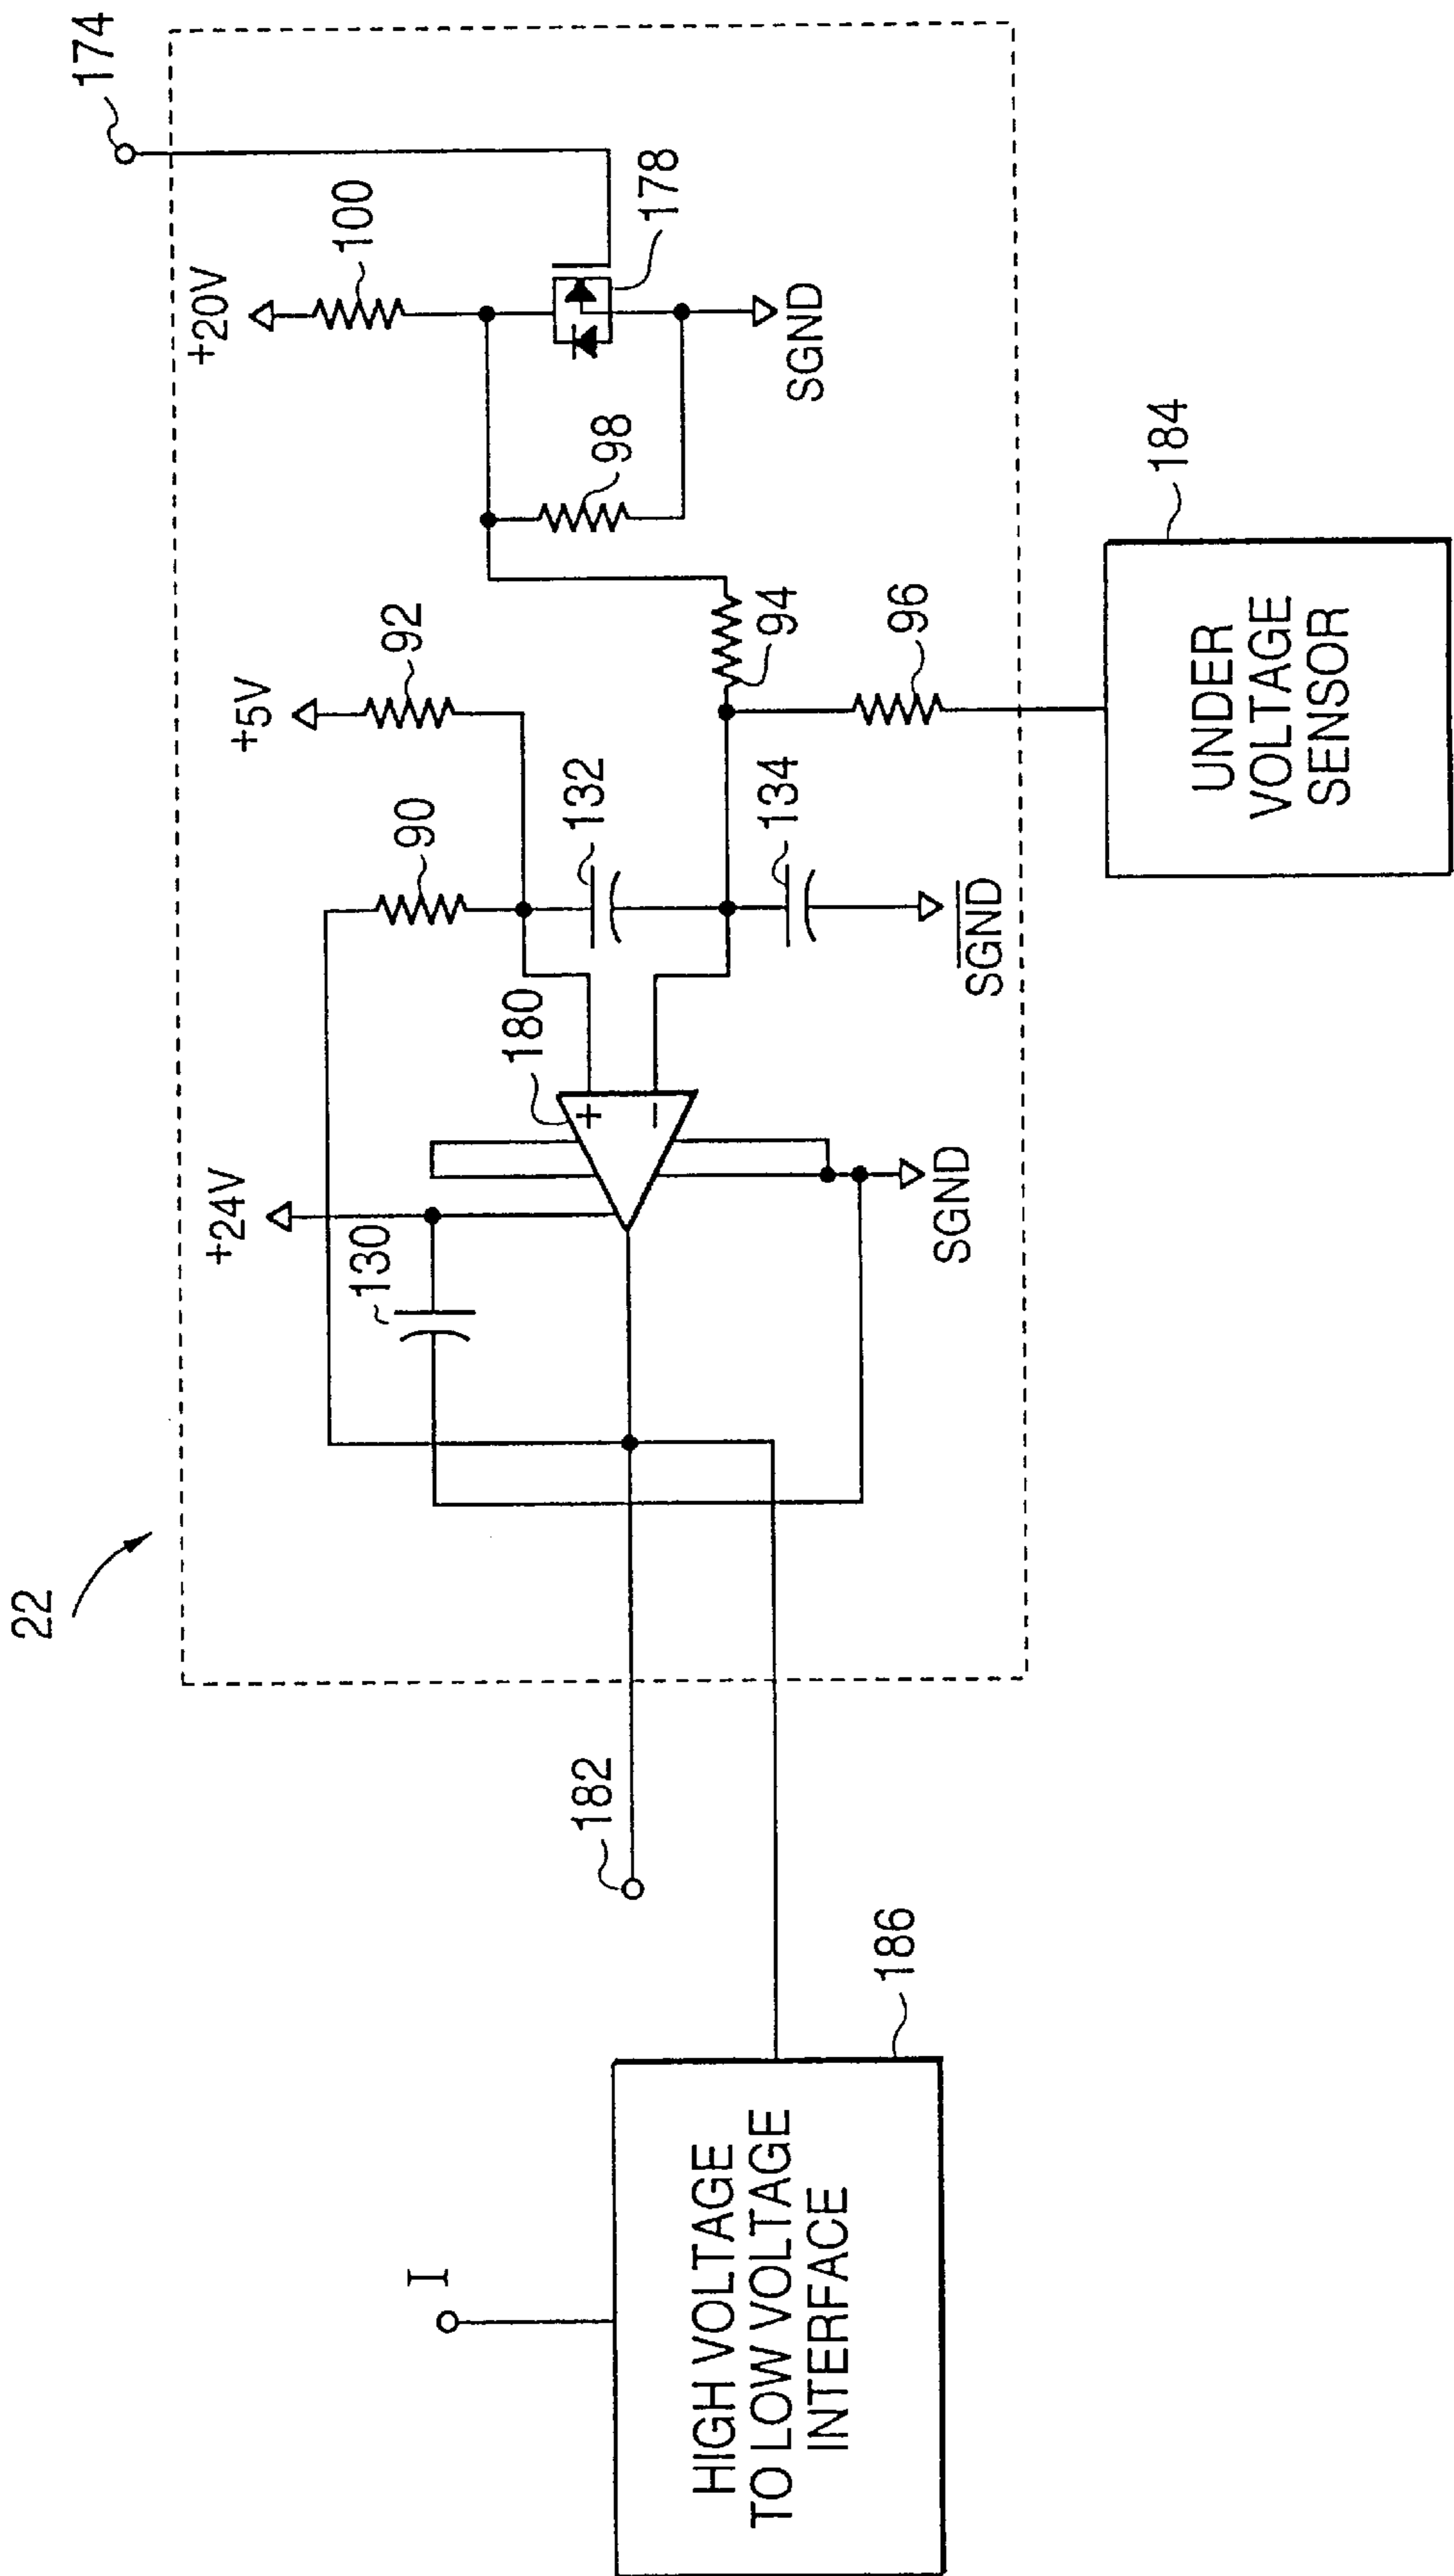 22
174
+20V
100
178
SGND
98
+5V
92
94
96
90
132
134
SGND
180
+
−
+24V
130
SGND
182
I
HIGH VOLTAGE
TO LOW VOLTAGE
INTERFACE
186
UNDER
VOLTAGE
SENSOR
184